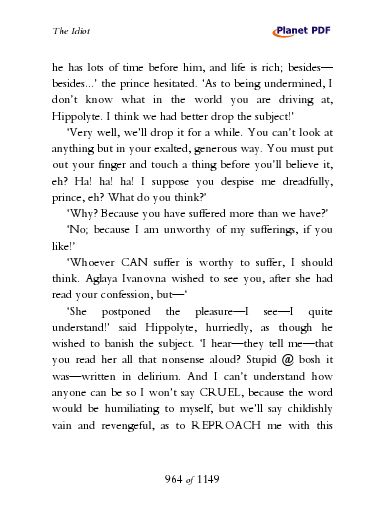 The Idiot
Planet PDF
he has lots of time before him, and life is rich; besides—
besides...’ the prince hesitated. ‘As to being undermined, I
don’t know what in the world you are driving at,
Hippolyte. I think we had better drop the subject!’
‘Very well, we’ll drop it for a while. You can’t look at
anything but in your exalted, generous way. You must put
out your finger and touch a thing before you’ll believe it,
eh? Ha! ha! ha! I suppose you despise me dreadfully,
prince, eh? What do you think?’
‘Why? Because you have suffered more than we have?’
‘No; because I am unworthy of my sufferings, if you
like!’
‘Whoever CAN suffer is worthy to suffer, I should
think. Aglaya Ivanovna wished to see you, after she had
read your confession, but—‘
‘She postponed the pleasure—I see—I quite
understand!’ said Hippolyte, hurriedly, as though he
wished to banish the subject. ‘I hear—they tell me—that
you read her all that nonsense aloud? Stupid @ bosh it
was—written in delirium. And I can’t understand how
anyone can be so I won’t say CRUEL, because the word
would be humiliating to myself, but we’ll say childishly
vain and revengeful, as to REPROACH me with this
964 of 1149